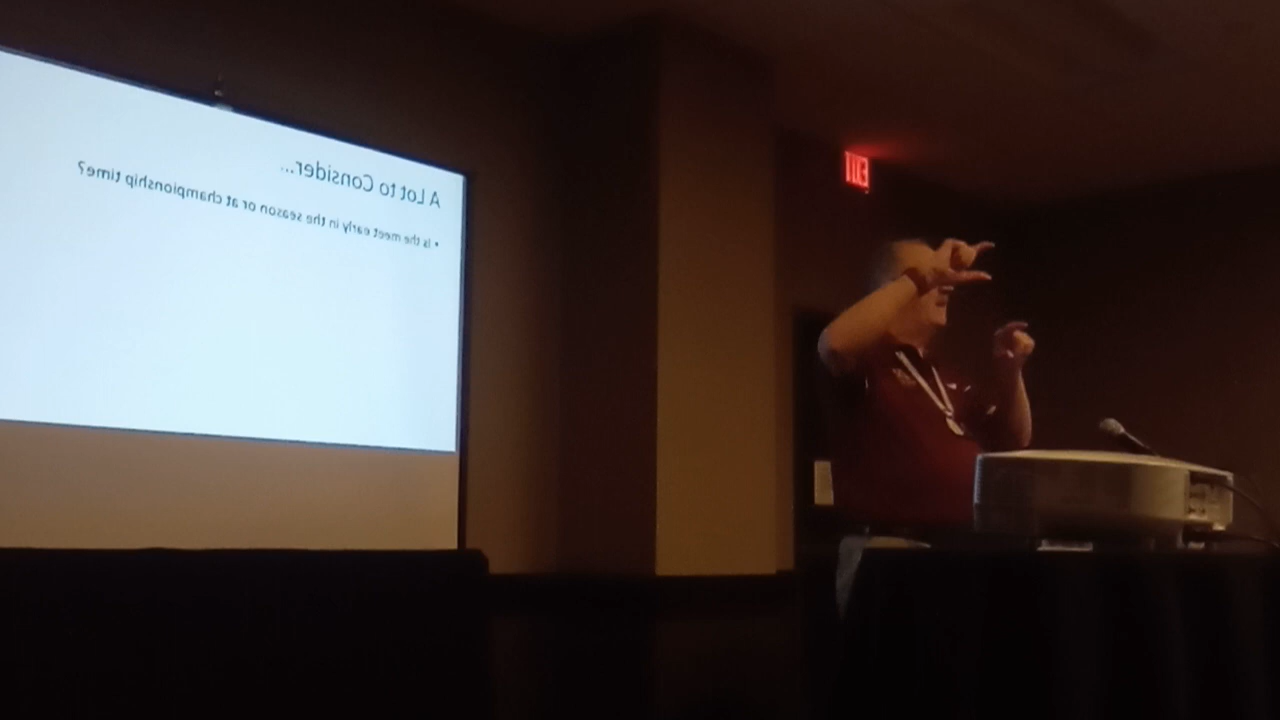 A Lot to Consider...
• Is the meet early in the season or at championship time?
EXIT